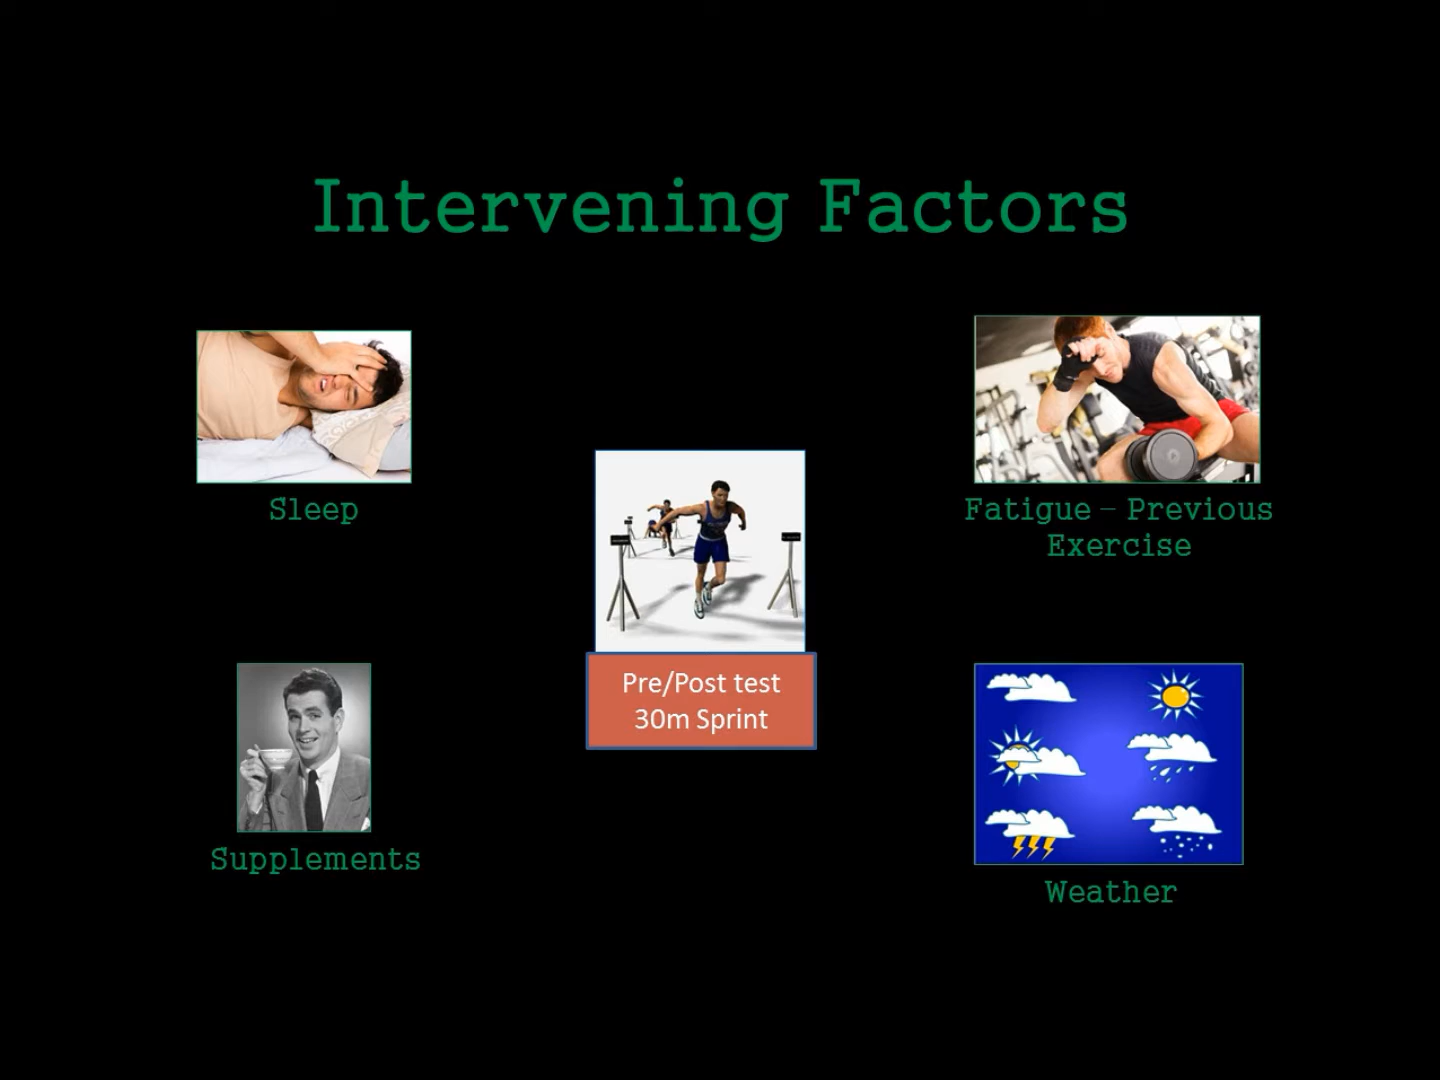 Intervening Factors
Sleep
Fatigue – Previous
Exercise
Pre/Post test
30m Sprint
Supplements
Weather